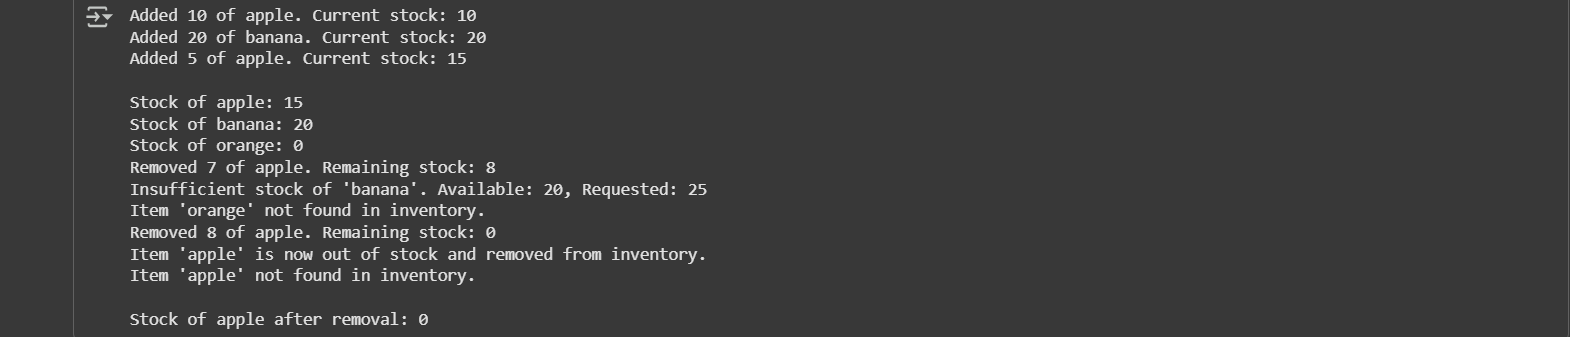 Added 10 of apple. Current stock: 10
Added 20 of banana. Current stock: 20
Added 5 of apple. Current stock: 15
Stock of apple: 15
Stock of banana: 20
Stock of orange: 0
Removed 7 of apple. Remaining stock: 8
Insufficient stock of 'banana'. Available: 20, Requested: 25
Item 'orange' not found in inventory.
Removed 8 of apple. Remaining stock: 0
Item 'apple' is now out of stock and removed from inventory.
Item 'apple' not found in inventory.
Stock of apple after removal: 0